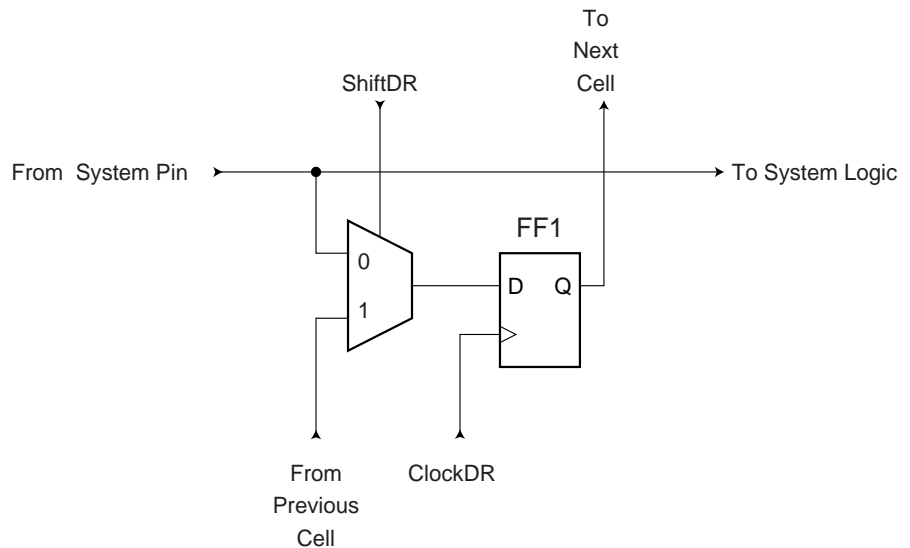 To
Next
Cell
ShiftDR
From System Pin
To System Logic
FF1
0
D Q
1
From
Previous
Cell
ClockDR